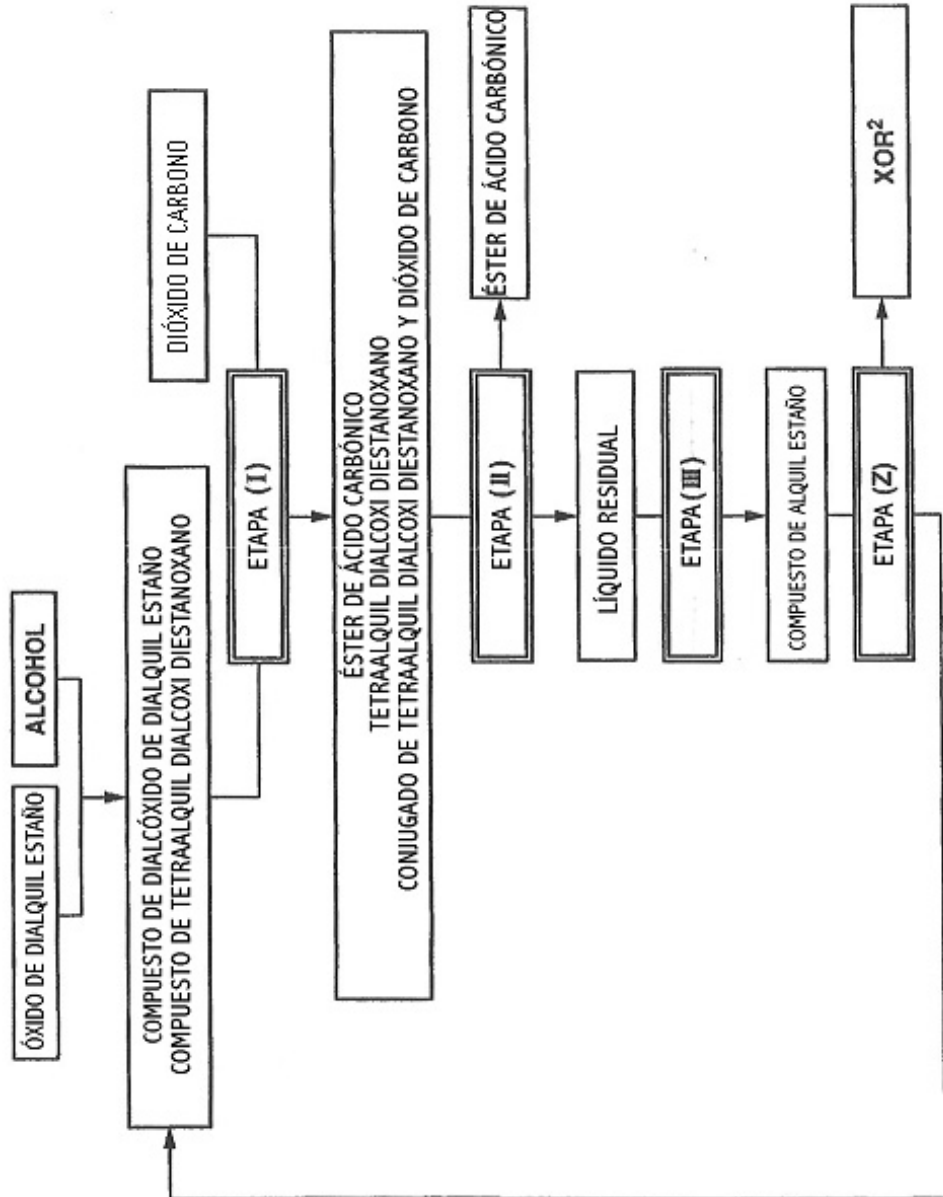 ÓXIDO DE DIALQUIL ESTAÑO
ALCOHOL
COMPUESTO DE DIALCÓXIDO DE DIALQUIL ESTAÑO
COMPUESTO DE TETRAALQUIL DIALCOXI DIESTANOXANO
DIÓXIDO DE CARBONO
ETAPA (I)
ÉSTER DE ÁCIDO CARBÓNICO
TETRAALQUIL DIALCOXI DIESTANOXANO
CONJUGADO DE TETRAALQUIL DIALCOXI DIESTANOXANO Y DIÓXIDO DE CARBONO
ETAPA (II)
ÉSTER DE ÁCIDO CARBÓNICO
LÍQUIDO RESIDUAL
ETAPA (III)
COMPUESTO DE ALQUIL ESTAÑO
ETAPA (Z)
XOR²